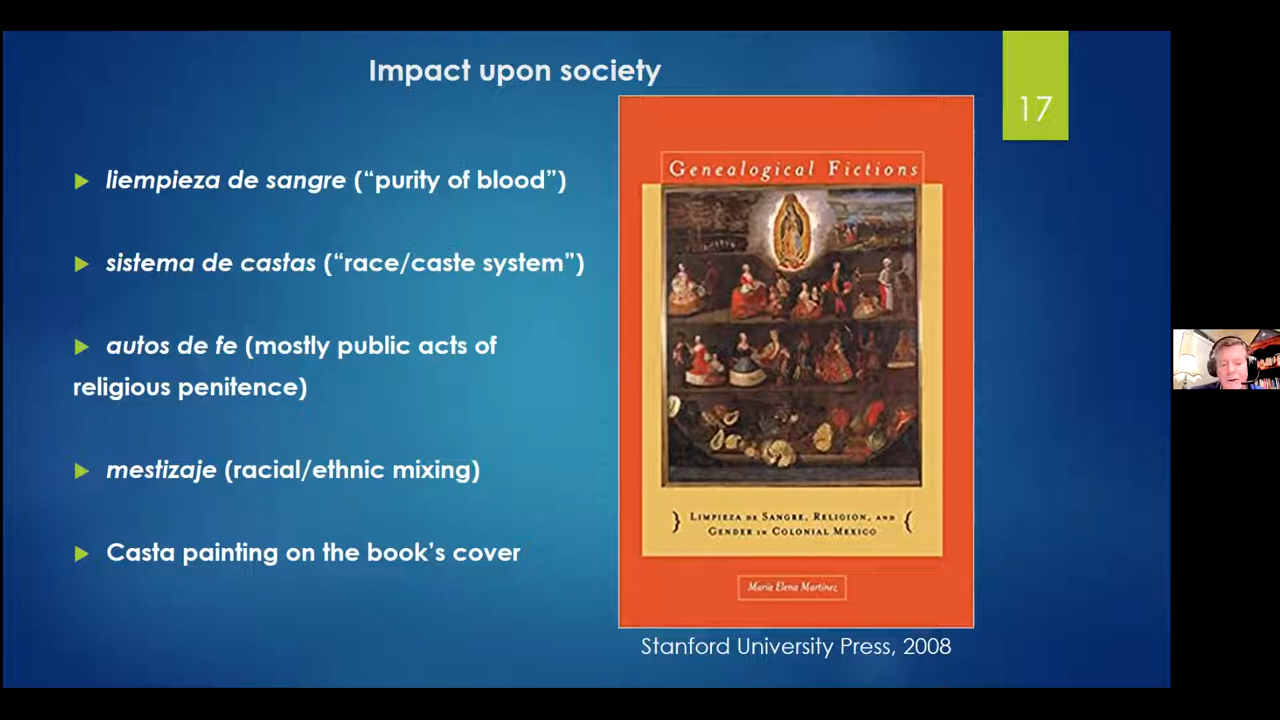 Impact upon society
17
liempieza de sangre (“purity of blood”)
sistema de castas (“race/caste system”)
autos de fe (mostly public acts of
religious penitence)
mestizaje (racial/ethnic mixing)
Casta painting on the book’s cover
Genealogical Fictions
Limpieza de Sangre, Religion, and
Gender in Colonial Mexico
María Elena Martínez
Stanford University Press, 2008